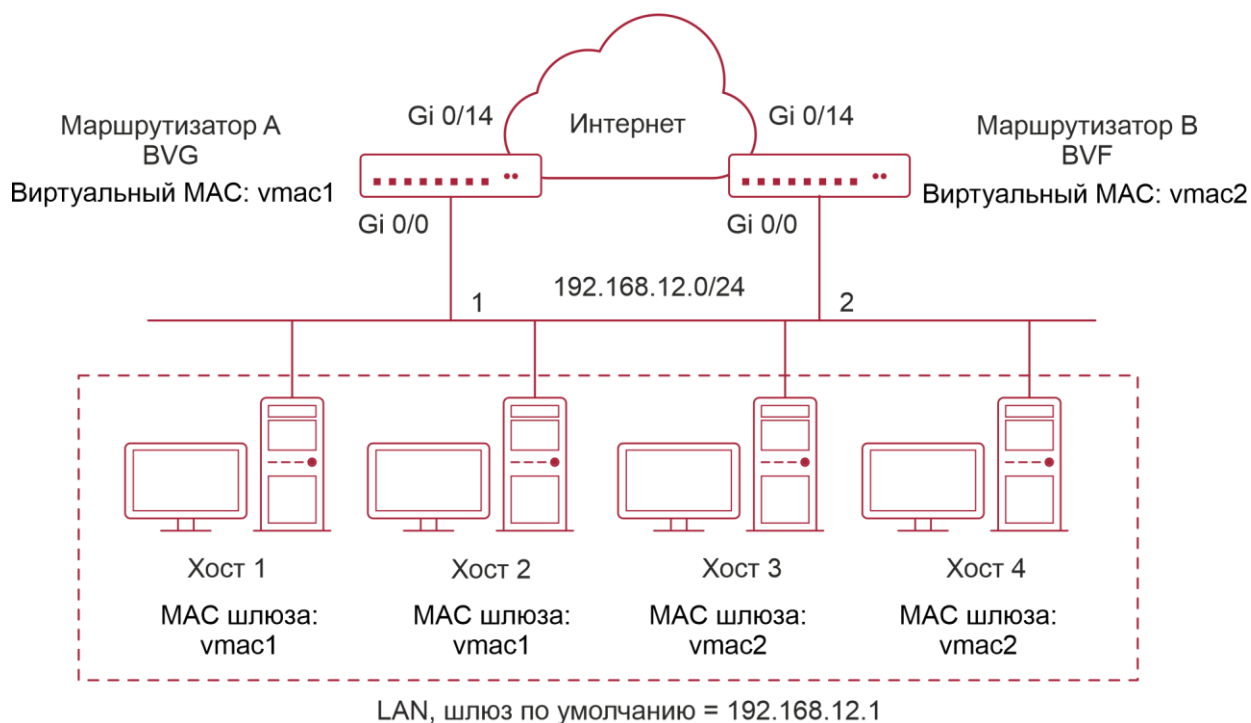 Gi 0/14
Интернет
Gi 0/14
Маршрутизатор A
BVG
Виртуальный MAC: vmac1
Маршрутизатор B
BVF
Виртуальный MAC: vmac2
Gi 0/0
Gi 0/0
192.168.12.0/24
1
2
Хост 1
Хост 2
Хост 3
Хост 4
MAC шлюза:
vmac1
MAC шлюза:
vmac1
MAC шлюза:
vmac2
MAC шлюза:
vmac2
LAN, шлюз по умолчанию = 192.168.12.1